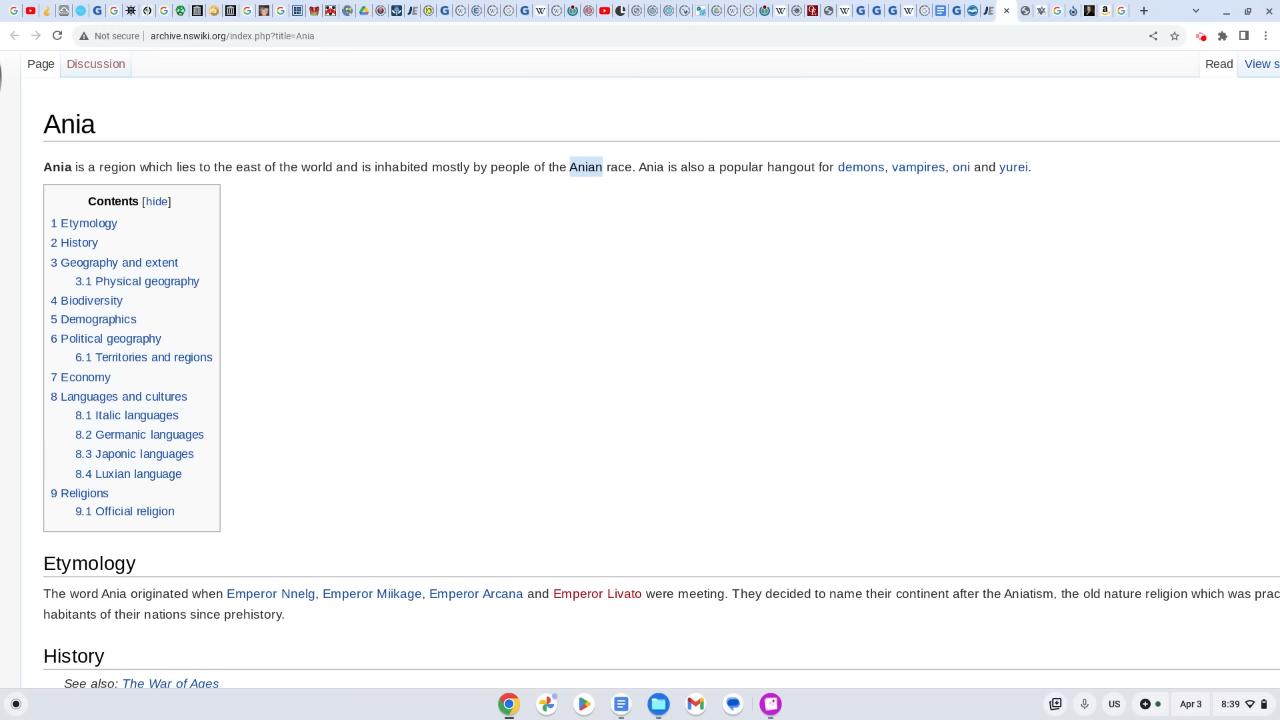 Not secure
archive.nswiki.org/index.php?title=Ania
Page
Discussion
Read
View s
Ania
Ania is a region which lies to the east of the world and is inhabited mostly by people of the Anian race. Ania is also a popular hangout for demons, vampires, oni and yurei.
Contents [hide]
1 Etymology
2 History
3 Geography and extent
3.1 Physical geography
4 Biodiversity
5 Demographics
6 Political geography
6.1 Territories and regions
7 Economy
8 Languages and cultures
8.1 Italic languages
8.2 Germanic languages
8.3 Japonic languages
8.4 Luxian language
9 Religions
9.1 Official religion
Etymology
The word Ania originated when Emperor Nnelg, Emperor Miikage, Emperor Arcana and Emperor Livato were meeting. They decided to name their continent after the Aniatism, the old nature religion which was prac
habitants of their nations since prehistory.
History
See also: The War of Ages
US
Apr 3
8:39